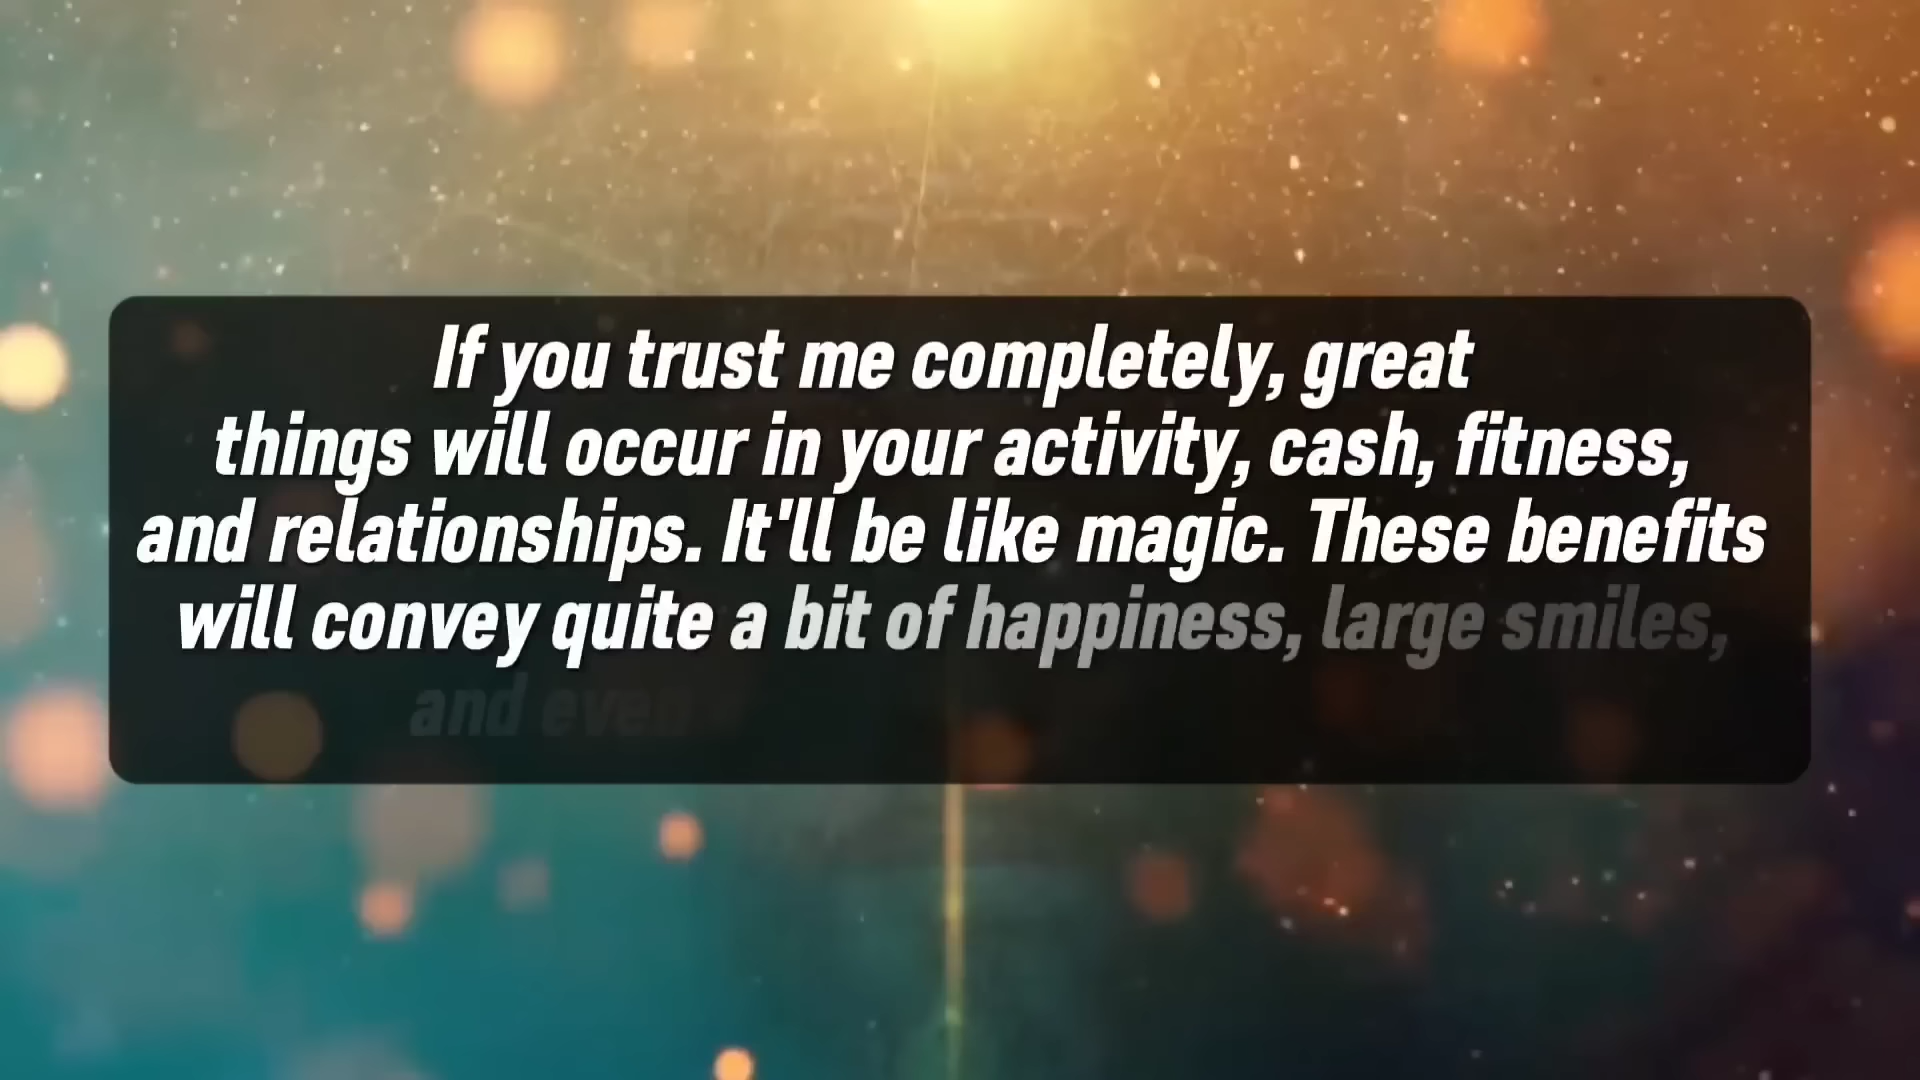 If you trust me completely, great
things will occur in your activity, cash, fitness,
and relationships. It'll be like magic. These benefits
will convey quite a bit of happiness, large smiles,
and even